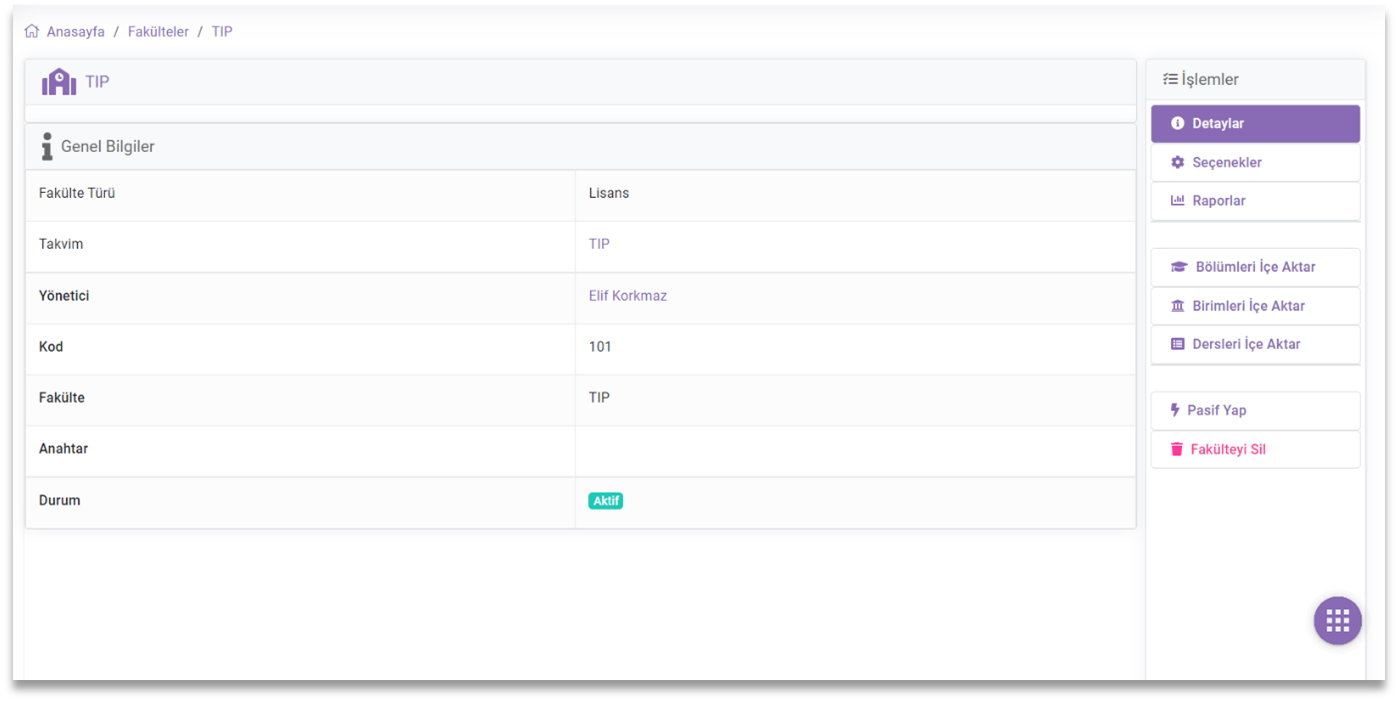 Anasayfa / Fakülteler / TIP
TIP
Genel Bilgiler
Fakülte Türü Lisans
Takvim TIP
Yönetici Elif Korkmaz
Kod 101
Fakülte TIP
Anahtar
Durum Aktif
İşlemler
Detaylar
Seçenekler
Raporlar
Bölümleri İçe Aktar
Birimleri İçe Aktar
Dersleri İçe Aktar
Pasif Yap
Fakülteyi Sil